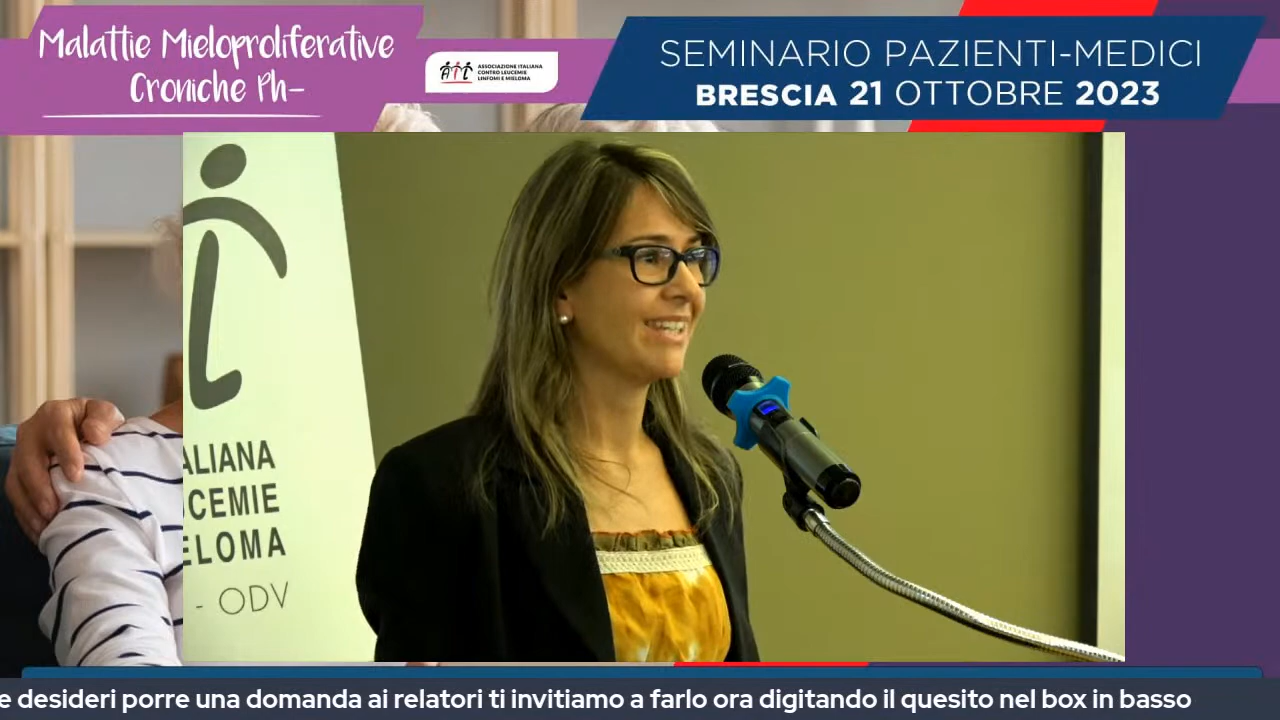 Malattie Mieloproliferative
Croniche Ph-
AIL
ASSOCIAZIONE ITALIANA
CONTRO LEUCEMIE
LINFOMI E MIELOMA
SEMINARIO PAZIENTI-MEDICI
BRESCIA 21 OTTOBRE 2023
ALIANA
CEMIE
ELOMA
- ODV
e desideri porre una domanda ai relatori ti invitiamo a farlo ora digitando il quesito nel box in basso